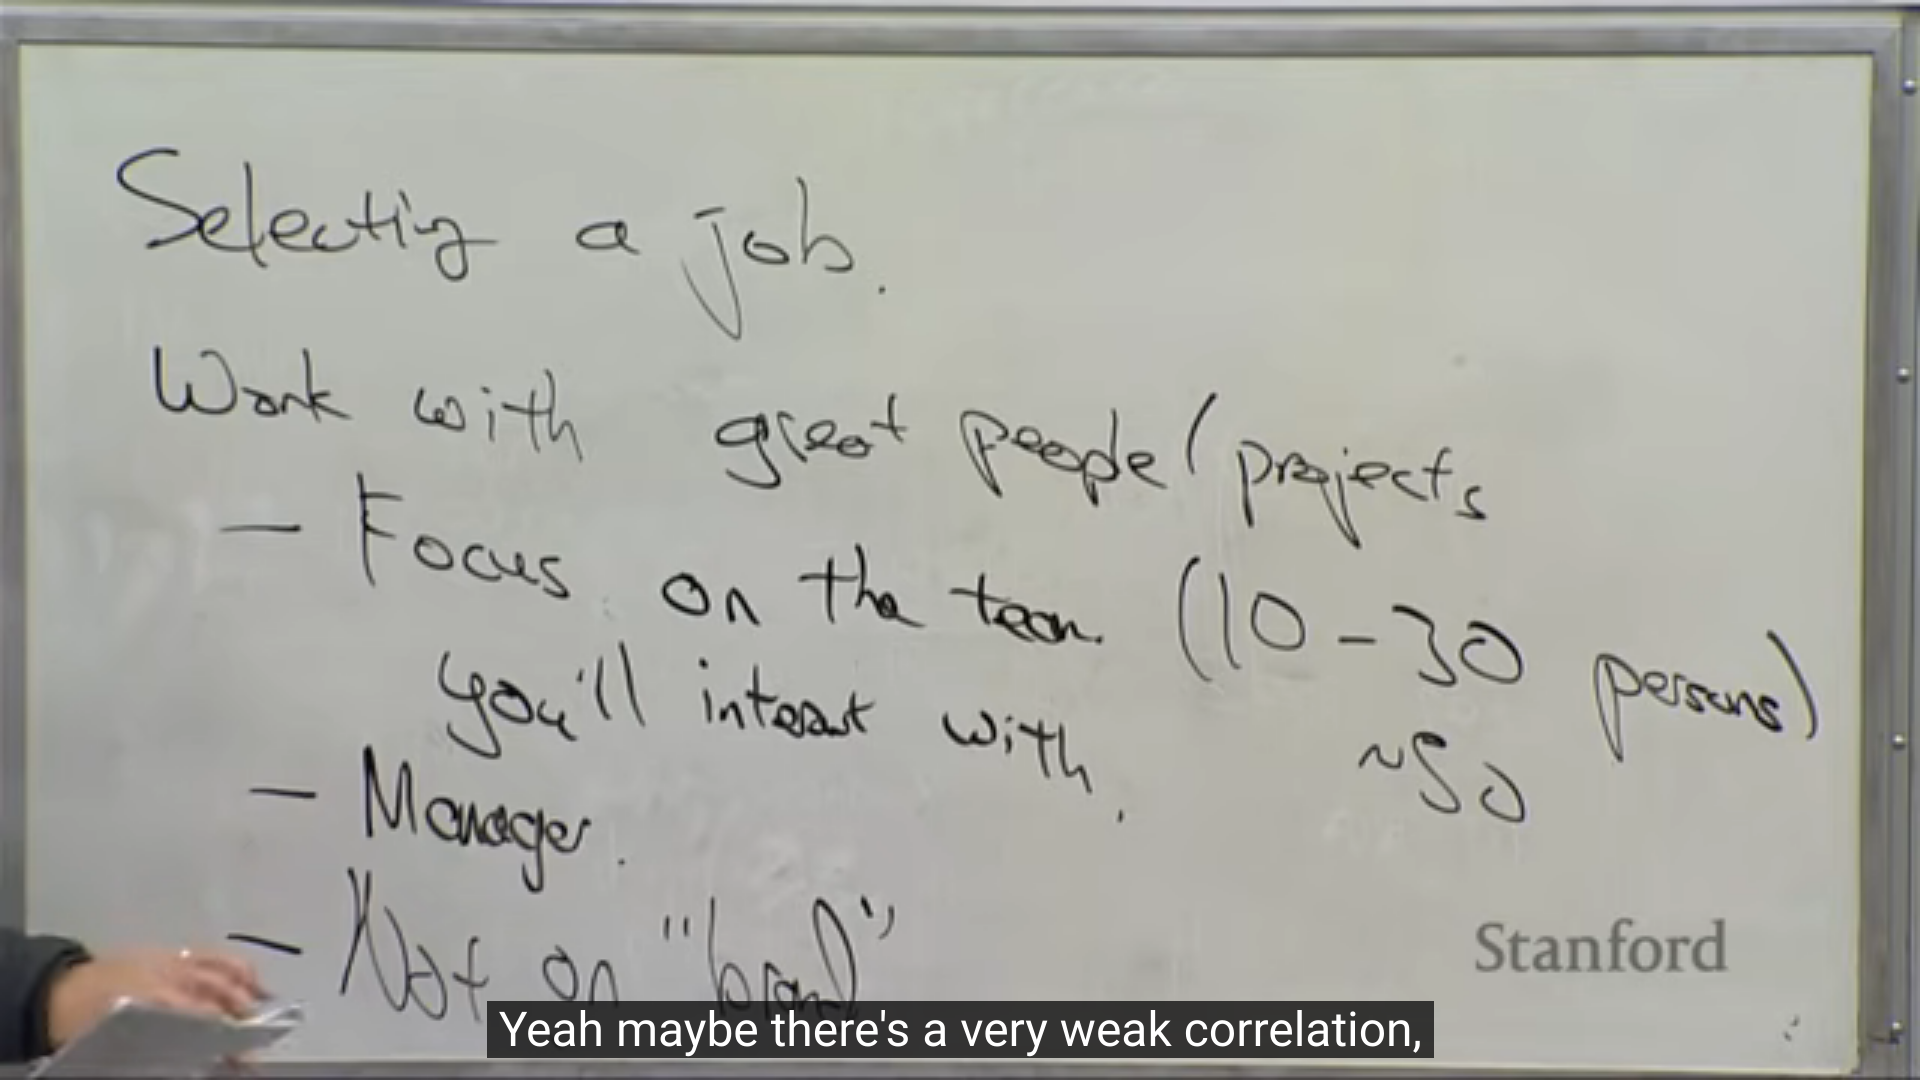 Selecting a job.
Work with great people/projects
- Focus on the team (10-30 persons)
you'll interact with.
~50
- Manager.
- Not on "brand"
Stanford
Yeah maybe there's a very weak correlation,